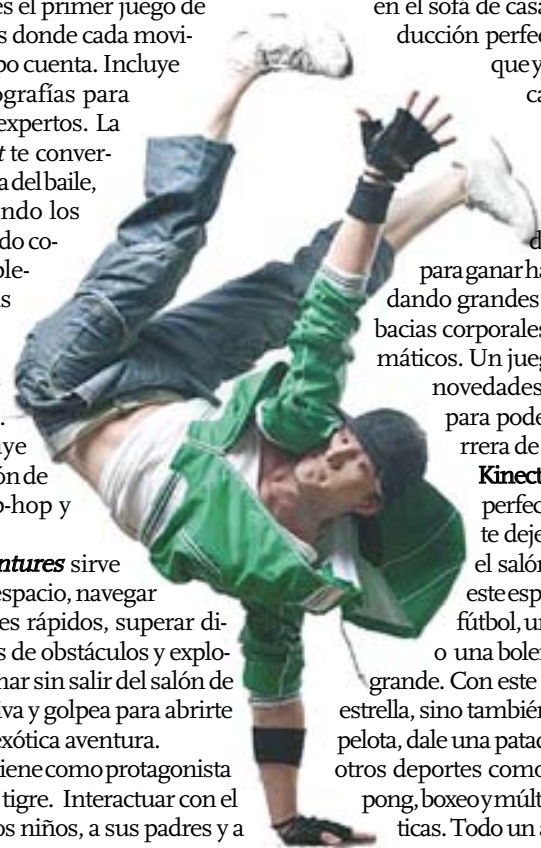 es el primer juego de
s donde cada movi-
po cuenta. Incluye
ografías para
expertos. La
t te conver-
a del baile,
ndo los
do co-
ple-
s
.
ye
ón de
p-hop y
ntures sirve
espacio, navegar
es rápidos, superar di-
s de obstáculos y explo-
nar sin salir del salón de
iva y golpea para abrirte
exótica aventura.
iene como protagonista
tigre. Interactuar con el
os niños, a sus padres y a
en el sofá de casa
ducción perfec
que y
ca
d
para ganar ha
dando grandes
bacias corporales
máticos. Un jueg
novedades
para pode
rrera de
Kinect
perfec
te deje
el salón
este esp
fútbol, un
o una boler
grande. Con este
estrella, sino también
pelota, dale una patad
otros deportes como
pong, boxeo y múlt
ticas. Todo un a